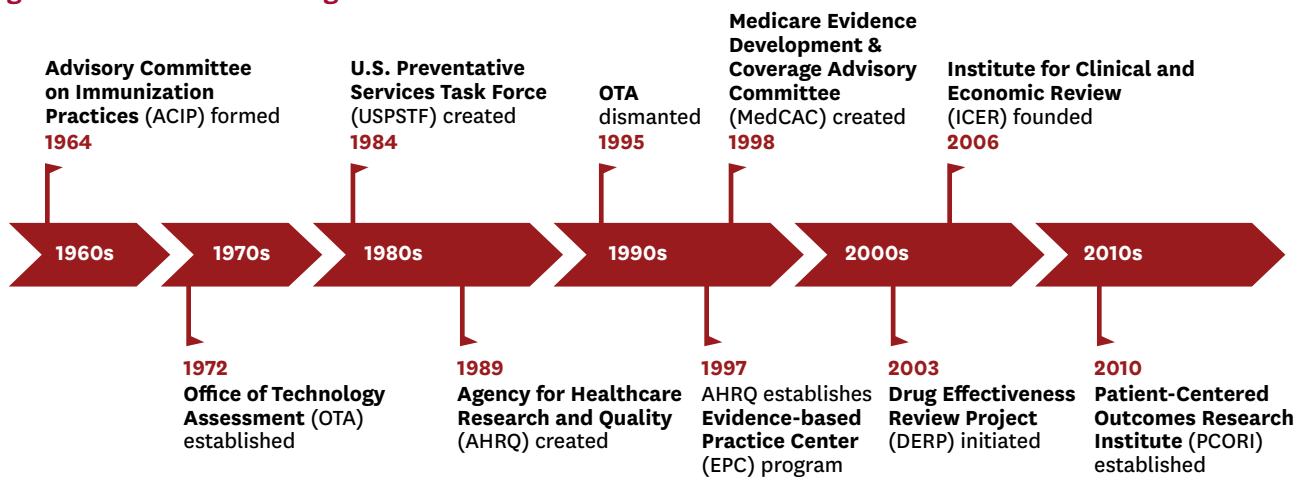 Advisory Committee
on Immunization
Practices (ACIP) formed
1964
U.S. Preventative
Services Task Force
(USPSTF) created
1984
OTA
dismanted
1995
Medicare Evidence
Development &
Coverage Advisory
Committee
(MedCAC) created
1998
Institute for Clinical and
Economic Review
(ICER) founded
2006
1960s
1970s
1980s
1990s
2000s
2010s
1972
Office of Technology
Assessment (OTA)
established
1989
Agency for Healthcare
Research and Quality
(AHRQ) created
1997
AHRQ establishes
Evidence-based
Practice Center
(EPC) program
2003
Drug Effectiveness
Review Project
(DERP) initiated
2010
Patient-Centered
Outcomes Research
Institute (PCORI)
established